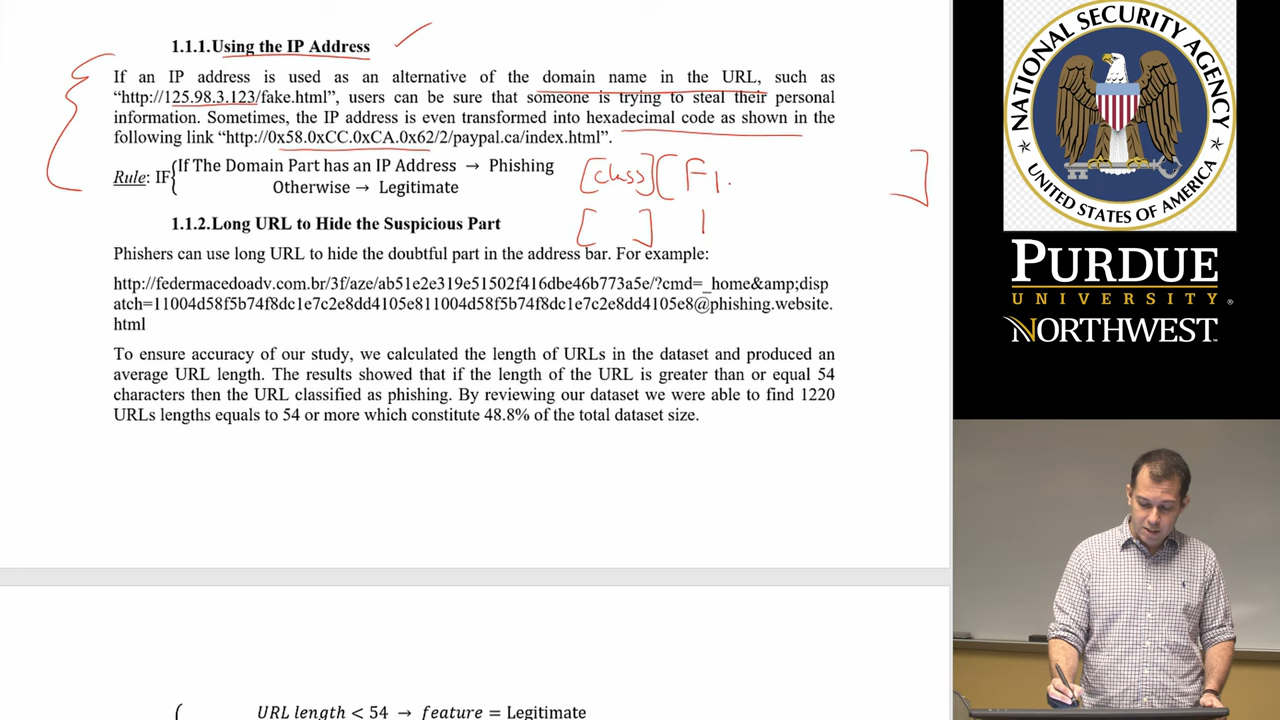 1.1.1.Using the IP Address
If an IP address is used as an alternative of the domain name in the URL, such as
“http://125.98.3.123/fake.html”, users can be sure that someone is trying to steal their personal
information. Sometimes, the IP address is even transformed into hexadecimal code as shown in the
following link “http://0x58.0xCC.0xCA.0x62/2/paypal.ca/index.html”.
Rule: IF{If The Domain Part has an IP Address → Phishing
Otherwise → Legitimate
[class][F1. ]
[ ] 1
1.1.2.Long URL to Hide the Suspicious Part
Phishers can use long URL to hide the doubtful part in the address bar. For example:
http://federmacedoadv.com.br/3f/aze/ab51e2e319e51502f416dbe46b773a5e/?cmd=_home&amp;disp
atch=11004d58f5b74f8dc1e7c2e8dd4105e811004d58f5b74f8dc1e7c2e8dd4105e8@phishing.website.
html
To ensure accuracy of our study, we calculated the length of URLs in the dataset and produced an
average URL length. The results showed that if the length of the URL is greater than or equal 54
characters then the URL classified as phishing. By reviewing our dataset we were able to find 1220
URLs lengths equals to 54 or more which constitute 48.8% of the total dataset size.
{ URL length < 54 → feature = Legitimate
NATIONAL SECURITY AGENCY
UNITED STATES OF AMERICA
PURDUE
UNIVERSITY®
NORTHWEST™